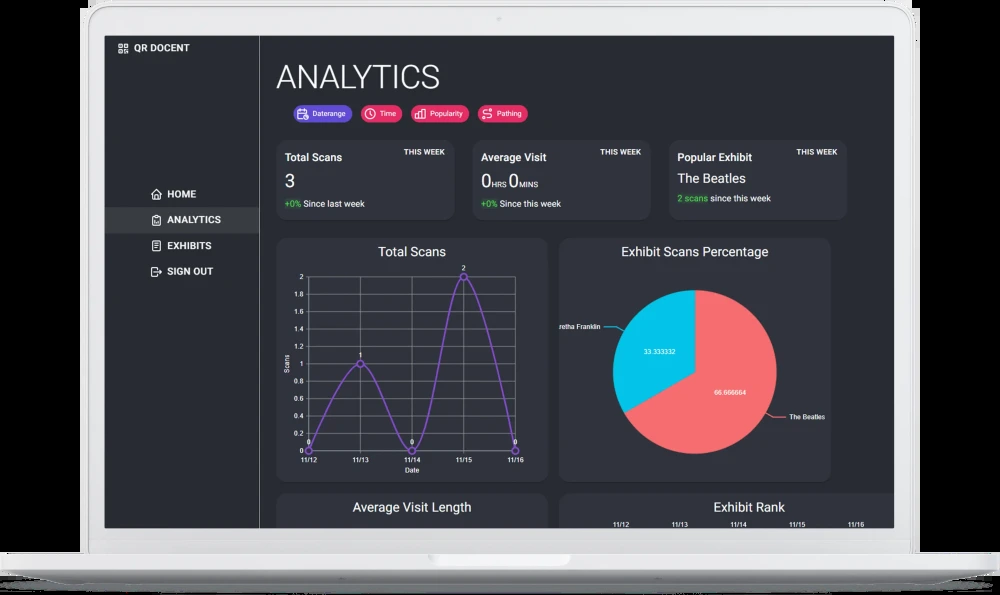 QR DOCENT
HOME
ANALYTICS
EXHIBITS
SIGN OUT
ANALYTICS
Daterange
Time
Popularity
Pathing
Total Scans
THIS WEEK
3
+0% Since last week
Average Visit
THIS WEEK
0HRS 0MINS
+0% Since this week
Popular Exhibit
THIS WEEK
The Beatles
2 scans since this week
Total Scans
2
1.8
1.6
1.4
1.2
1
0.8
0.6
0.4
0.2
0
Scans
0
1
0
2
0
11/12 11/13 11/14 11/15 11/16
Date
Exhibit Scans Percentage
retha Franklin
33.333332
66.666664
The Beatles
Average Visit Length
Exhibit Rank
11/12 11/13 11/14 11/15 11/16